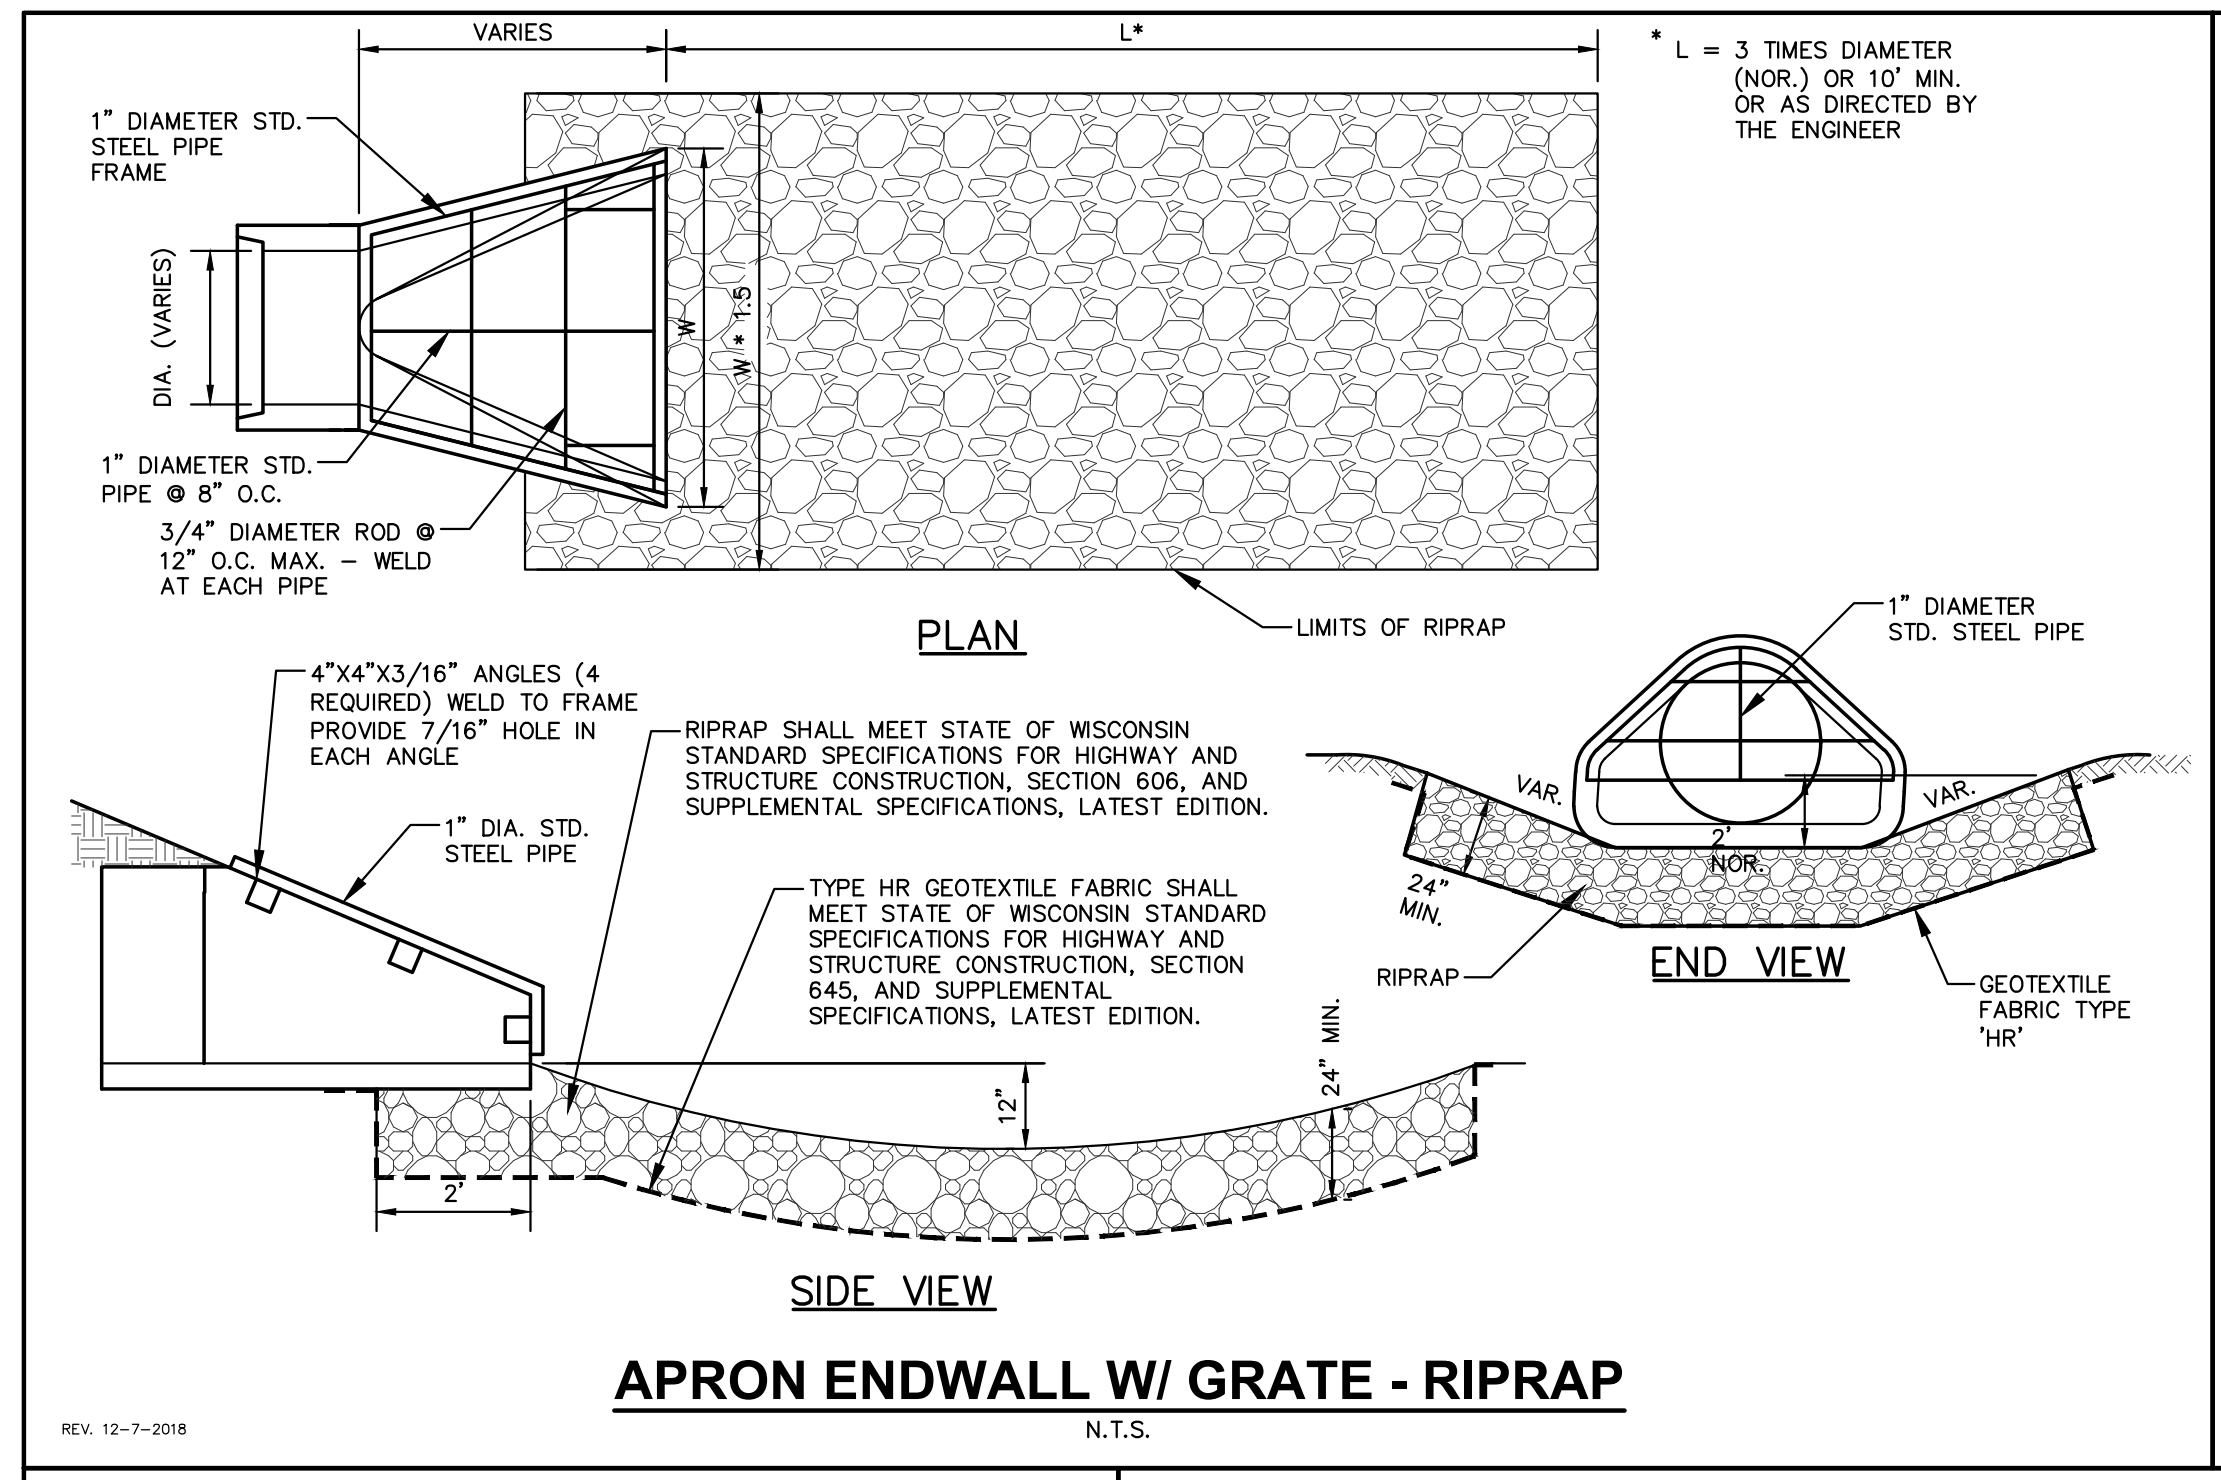 VARIES
L*
* L = 3 TIMES DIAMETER
(NOR.) OR 10' MIN.
OR AS DIRECTED BY
THE ENGINEER
1" DIAMETER STD.
STEEL PIPE
FRAME
DIA. (VARIES)
W
W * 1.5
1" DIAMETER STD.
PIPE @ 8" O.C.
3/4" DIAMETER ROD @
12" O.C. MAX. – WELD
AT EACH PIPE
PLAN
LIMITS OF RIPRAP
1" DIAMETER
STD. STEEL PIPE
4"X4"X3/16" ANGLES (4
REQUIRED) WELD TO FRAME
PROVIDE 7/16" HOLE IN
EACH ANGLE
RIPRAP SHALL MEET STATE OF WISCONSIN
STANDARD SPECIFICATIONS FOR HIGHWAY AND
STRUCTURE CONSTRUCTION, SECTION 606, AND
SUPPLEMENTAL SPECIFICATIONS, LATEST EDITION.
1" DIA. STD.
STEEL PIPE
TYPE HR GEOTEXTILE FABRIC SHALL
MEET STATE OF WISCONSIN STANDARD
SPECIFICATIONS FOR HIGHWAY AND
STRUCTURE CONSTRUCTION, SECTION
645, AND SUPPLEMENTAL
SPECIFICATIONS, LATEST EDITION.
VAR.
VAR.
2'
NOR.
24"
MIN.
RIPRAP
END VIEW
GEOTEXTILE
FABRIC TYPE
'HR'
12"
24" MIN.
2'
SIDE VIEW
APRON ENDWALL W/ GRATE - RIPRAP
N.T.S.
REV. 12–7–2018